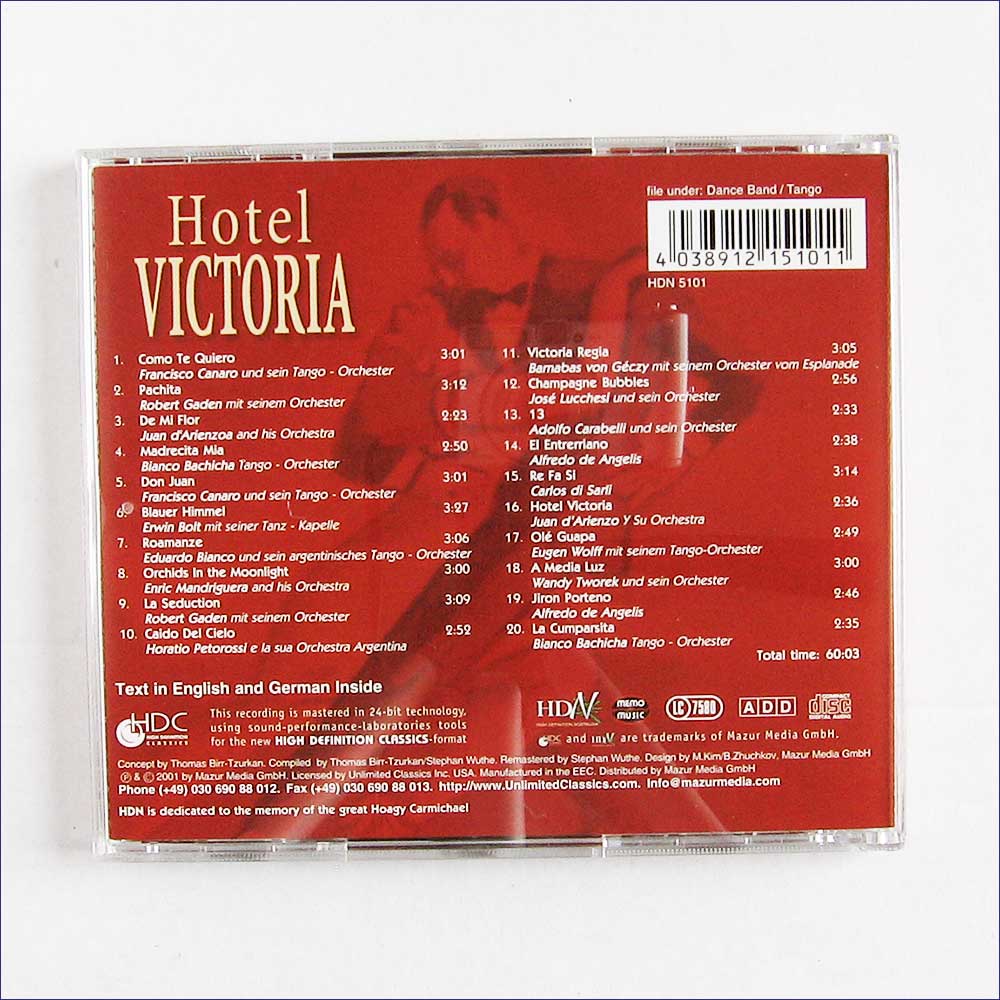 Hotel
VICTORIA
file under: Dance Band / Tango
4 038912 151011
HDN 5101
1. Como Te Quiero 3:01
Francisco Canaro und sein Tango - Orchester
2. Pachita 3:12
Robert Gaden mit seinem Orchester
3. De Mi Flor 2:23
Juan d'Arienzoa and his Orchestra
4. Madrecita Mia 2:50
Bianco Bachicha Tango - Orchester
5. Don Juan 3:01
Francisco Canaro und sein Tango - Orchester
6. Blauer Himmel 3:27
Erwin Bolt mit seiner Tanz - Kapelle
7. Roamanze 3:06
Eduardo Bianco und sein argentinisches Tango - Orchester
8. Orchids In the Moonlight 3:00
Enric Mandriguera and his Orchestra
9. La Seduction 3:09
Robert Gaden mit seinem Orchester
10. Caido Del Cielo 2:52
Horatio Petorossi e la sua Orchestra Argentina
11. Victoria Regia 3:05
Barnabas von Géczy mit seinem Orchester vom Esplanade
12. Champagne Bubbles 2:56
José Lucchesi und sein Orchester
13. 13 2:33
Adolfo Carabelli und sein Orchester
14. El Entrerriano 2:38
Alfredo de Angelis
15. Re Fa Si 3:14
Carlos di Sarli
16. Hotel Victoria 2:36
Juan d'Arienzo Y Su Orchestra
17. Olé Guapa 2:49
Eugen Wolff mit seinem Tango-Orchester
18. A Media Luz 3:00
Wandy Tworek und sein Orchester
19. Jiron Porteno 2:46
Alfredo de Angelis
20. La Cumparsita 2:35
Bianco Bachicha Tango - Orchester
Total time: 60:03
Text in English and German Inside
HDC
HIGH DEFINITION
CLASSICS
This recording is mastered in 24-bit technology,
using sound-performance-laboratories tools
for the new HIGH DEFINITION CLASSICS-format
HDN
HIGH DEFINITION NOSTALGIA
MEMO
MUSIC
LC 7580
ADD
COMPACT
disc
DIGITAL AUDIO
HDC and HDN are trademarks of Mazur Media GmbH.
Concept by Thomas Birr-Tzurkan. Compiled by Thomas Birr-Tzurkan/Stephan Wuthe. Remastered by Stephan Wuthe. Design by M.Kim/B.Zhuchkov, Mazur Media GmbH
℗ & © 2001 by Mazur Media GmbH. Licensed by Unlimited Classics Inc. USA. Manufactured in the EEC. Distributed by Mazur Media GmbH
Phone (+49) 030 690 88 012. Fax (+49) 030 690 88 013. http://www.UnlimitedClassics.com. info@mazurmedia.com
HDN is dedicated to the memory of the great Hoagy Carmichael